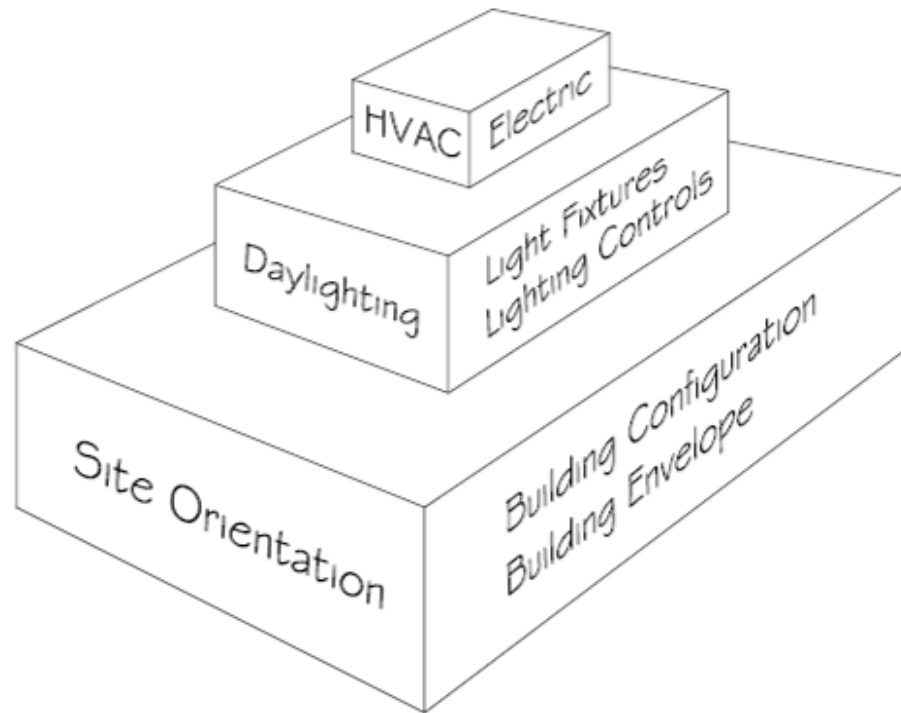 HVAC
Electric
Daylighting
Light Fixtures
Lighting Controls
Site Orientation
Building Configuration
Building Envelope